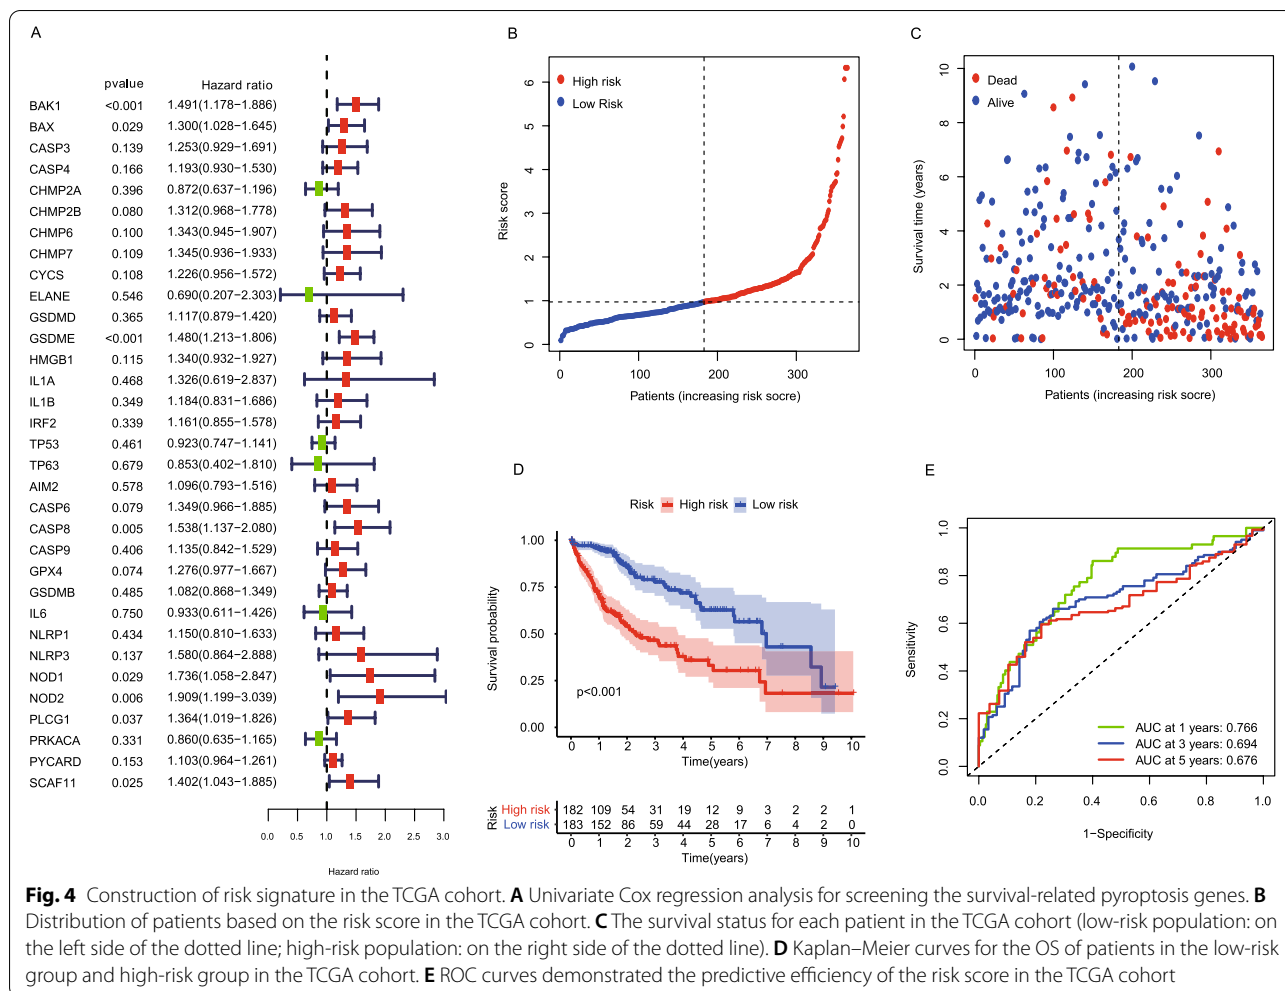 A
pvalue Hazard ratio
BAK1 <0.001 1.491(1.178−1.886)
BAX 0.029 1.300(1.028−1.645)
CASP3 0.139 1.253(0.929−1.691)
CASP4 0.166 1.193(0.930−1.530)
CHMP2A 0.396 0.872(0.637−1.196)
CHMP2B 0.080 1.312(0.968−1.778)
CHMP6 0.100 1.343(0.945−1.907)
CHMP7 0.109 1.345(0.936−1.933)
CYCS 0.108 1.226(0.956−1.572)
ELANE 0.546 0.690(0.207−2.303)
GSDMD 0.365 1.117(0.879−1.420)
GSDME <0.001 1.480(1.213−1.806)
HMGB1 0.115 1.340(0.932−1.927)
IL1A 0.468 1.326(0.619−2.837)
IL1B 0.349 1.184(0.831−1.686)
IRF2 0.339 1.161(0.855−1.578)
TP53 0.461 0.923(0.747−1.141)
TP63 0.679 0.853(0.402−1.810)
AIM2 0.578 1.096(0.793−1.516)
CASP6 0.079 1.349(0.966−1.885)
CASP8 0.005 1.538(1.137−2.080)
CASP9 0.406 1.135(0.842−1.529)
GPX4 0.074 1.276(0.977−1.667)
GSDMB 0.485 1.082(0.868−1.349)
IL6 0.750 0.933(0.611−1.426)
NLRP1 0.434 1.150(0.810−1.633)
NLRP3 0.137 1.580(0.864−2.888)
NOD1 0.029 1.736(1.058−2.847)
NOD2 0.006 1.909(1.199−3.039)
PLCG1 0.037 1.364(1.019−1.826)
PRKACA 0.331 0.860(0.635−1.165)
PYCARD 0.153 1.103(0.964−1.261)
SCAF11 0.025 1.402(1.043−1.885)
0.0 0.5 1.0 1.5 2.0 2.5 3.0
Hazard ratio
B
High risk
Low Risk
Risk score
6
5
4
3
2
1
0
0 100 200 300
Patients (increasing risk socre)
C
Dead
Alive
Survival time (years)
10
8
6
4
2
0
0 100 200 300
Patients (increasing risk socre)
D
Risk High risk Low risk
Survival probability
1.00
0.75
0.50
0.25
0.00
p<0.001
0 1 2 3 4 5 6 7 8 9 10
Time(years)
Risk
High risk 182 109 54 31 19 12 9 3 2 2 1
Low risk 183 152 86 59 44 28 17 6 4 2 0
0 1 2 3 4 5 6 7 8 9 10
Time(years)
E
Sensitivity
1.0
0.8
0.6
0.4
0.2
0.0
AUC at 1 years: 0.766
AUC at 3 years: 0.694
AUC at 5 years: 0.676
0.0 0.2 0.4 0.6 0.8 1.0
1−Specificity
Fig. 4 Construction of risk signature in the TCGA cohort. A Univariate Cox regression analysis for screening the survival-related pyroptosis genes. B
Distribution of patients based on the risk score in the TCGA cohort. C The survival status for each patient in the TCGA cohort (low-risk population: on
the left side of the dotted line; high-risk population: on the right side of the dotted line). D Kaplan–Meier curves for the OS of patients in the low-risk
group and high-risk group in the TCGA cohort. E ROC curves demonstrated the predictive efficiency of the risk score in the TCGA cohort